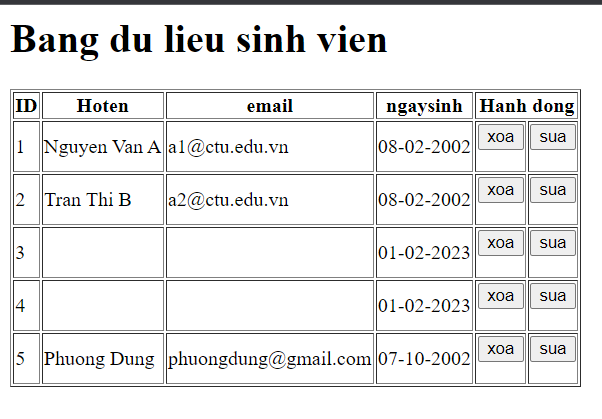 Bang du lieu sinh vien
ID Hoten email ngaysinh Hanh dong
1 Nguyen Van A a1@ctu.edu.vn 08-02-2002 xoa sua
2 Tran Thi B a2@ctu.edu.vn 08-02-2002 xoa sua
3 01-02-2023 xoa sua
4 01-02-2023 xoa sua
5 Phuong Dung phuongdung@gmail.com 07-10-2002 xoa sua